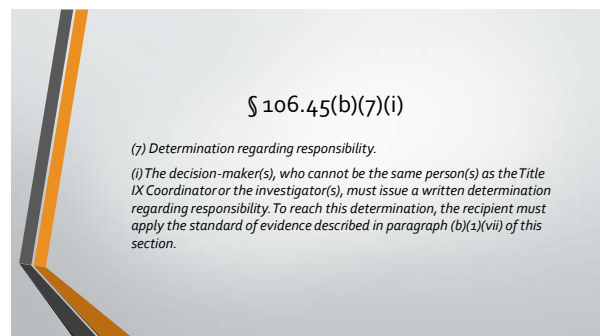 § 106.45(b)(7)(i)
(7) Determination regarding responsibility.
(i) The decision-maker(s), who cannot be the same person(s) as the Title
IX Coordinator or the investigator(s), must issue a written determination
regarding responsibility. To reach this determination, the recipient must
apply the standard of evidence described in paragraph (b)(1)(vii) of this
section.